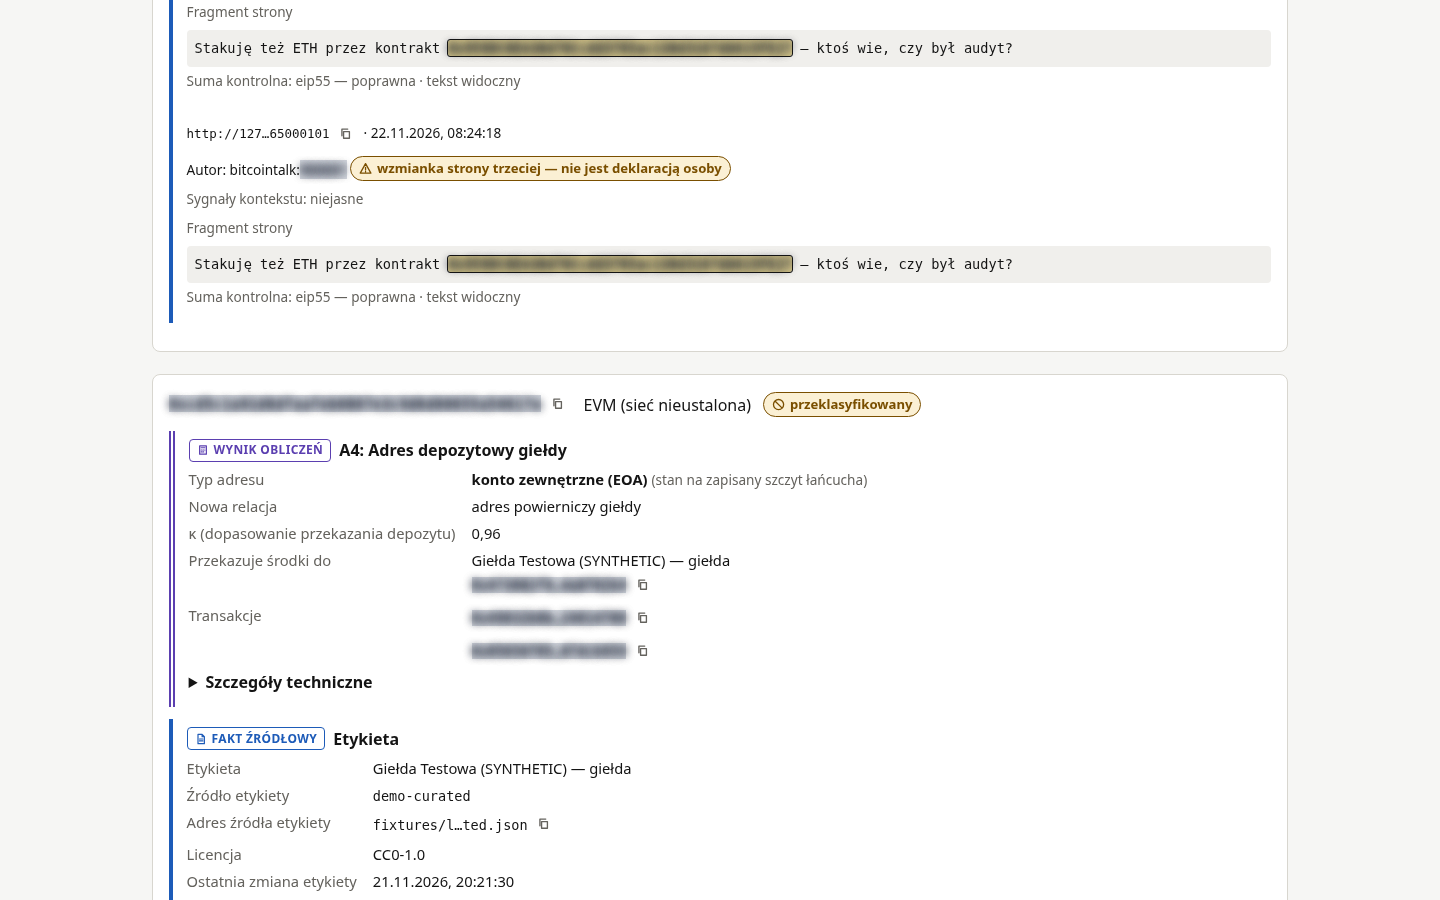 Fragment strony
Stakuję też ETH przez kontrakt — ktoś wie, czy był audyt?
Suma kontrolna: eip55 — poprawna · tekst widoczny
http://127…65000101 · 22.11.2026, 08:24:18
Autor: bitcointalk: wzmianka strony trzeciej — nie jest deklaracją osoby
Sygnały kontekstu: niejasne
Fragment strony
Stakuję też ETH przez kontrakt — ktoś wie, czy był audyt?
Suma kontrolna: eip55 — poprawna · tekst widoczny
EVM (sieć nieustalona) przeklasyfikowany
WYNIK OBLICZEŃ A4: Adres depozytowy giełdy
Typ adresu konto zewnętrzne (EOA) (stan na zapisany szczyt łańcucha)
Nowa relacja adres powierniczy giełdy
κ (dopasowanie przekazania depozytu) 0,96
Przekazuje środki do Giełda Testowa (SYNTHETIC) — giełda
Transakcje
Szczegóły techniczne
FAKT ŹRÓDŁOWY Etykieta
Etykieta Giełda Testowa (SYNTHETIC) — giełda
Źródło etykiety demo-curated
Adres źródła etykiety fixtures/l…ted.json
Licencja CC0-1.0
Ostatnia zmiana etykiety 21.11.2026, 20:21:30